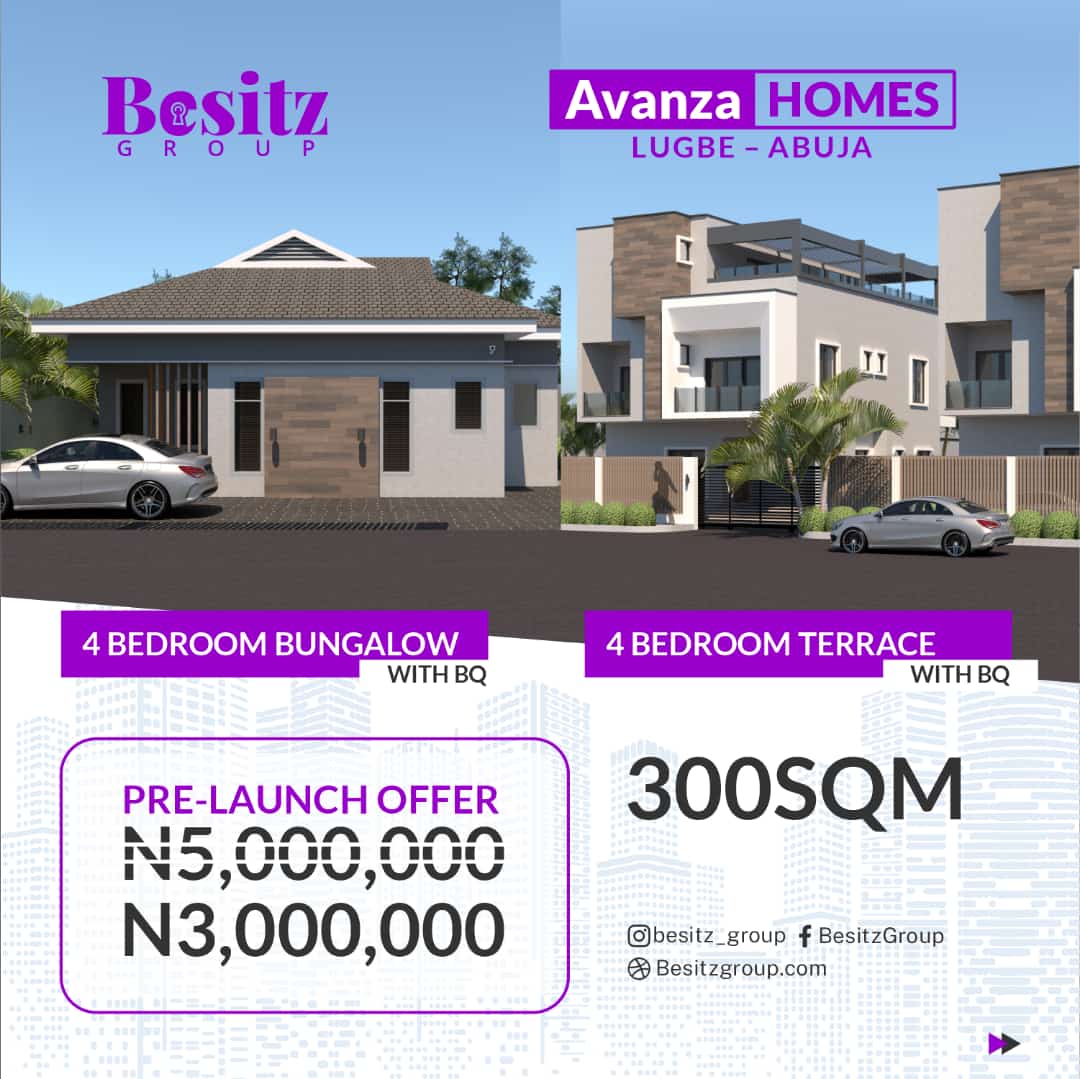 Besitz
GROUP
Avanza HOMES
LUGBE – ABUJA
4 BEDROOM BUNGALOW
WITH BQ
4 BEDROOM TERRACE
WITH BQ
PRE-LAUNCH OFFER
₦5,000,000
N3,000,000
300SQM
besitz_group BesitzGroup
Besitzgroup.com